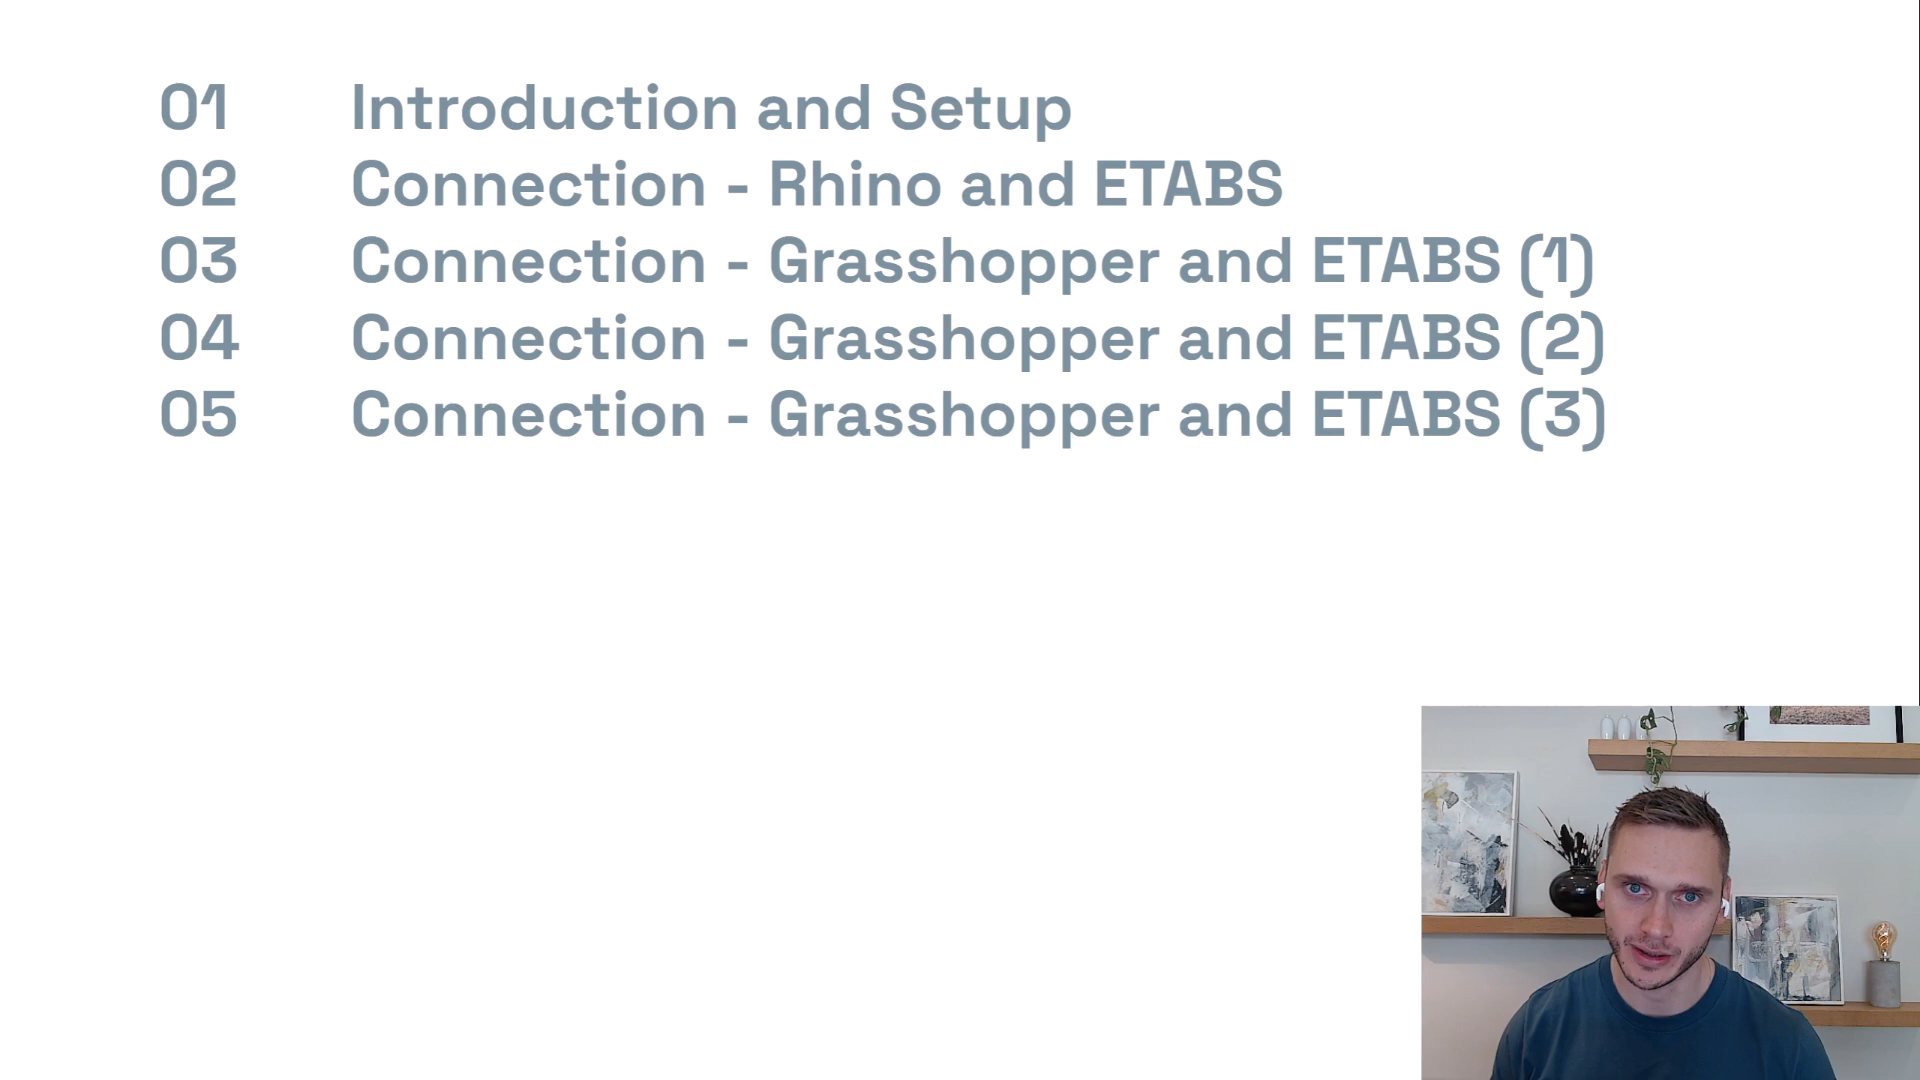 01 Introduction and Setup
02 Connection - Rhino and ETABS
03 Connection - Grasshopper and ETABS (1)
04 Connection - Grasshopper and ETABS (2)
05 Connection - Grasshopper and ETABS (3)